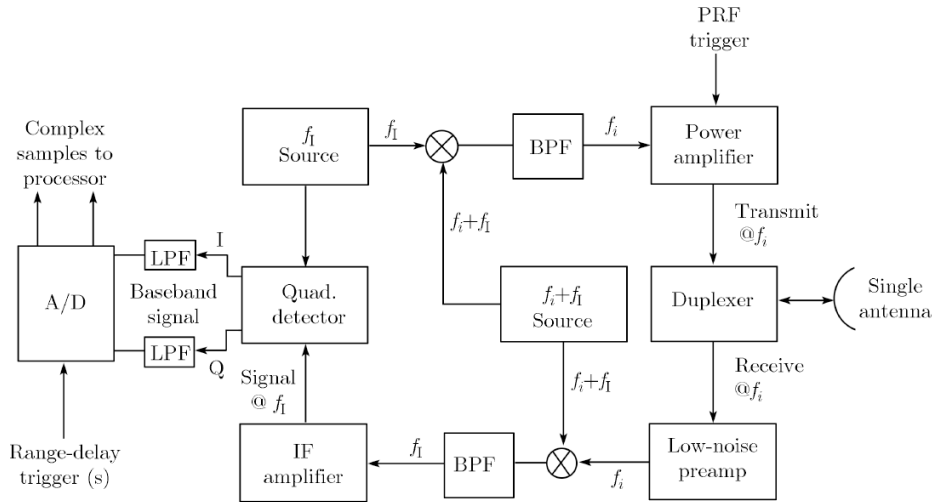 PRF
trigger
Complex
samples to
processor
f_I
Source
f_I
BPF
f_i
Power
amplifier
Transmit
@f_i
f_i+f_I
I
LPF
A/D
Baseband
signal
Quad.
detector
f_i+f_I
Source
Duplexer
Single
antenna
LPF
Q
Signal
@ f_I
f_i+f_I
Receive
@f_i
Range-delay
trigger (s)
IF
amplifier
f_I
BPF
f_i
Low-noise
preamp